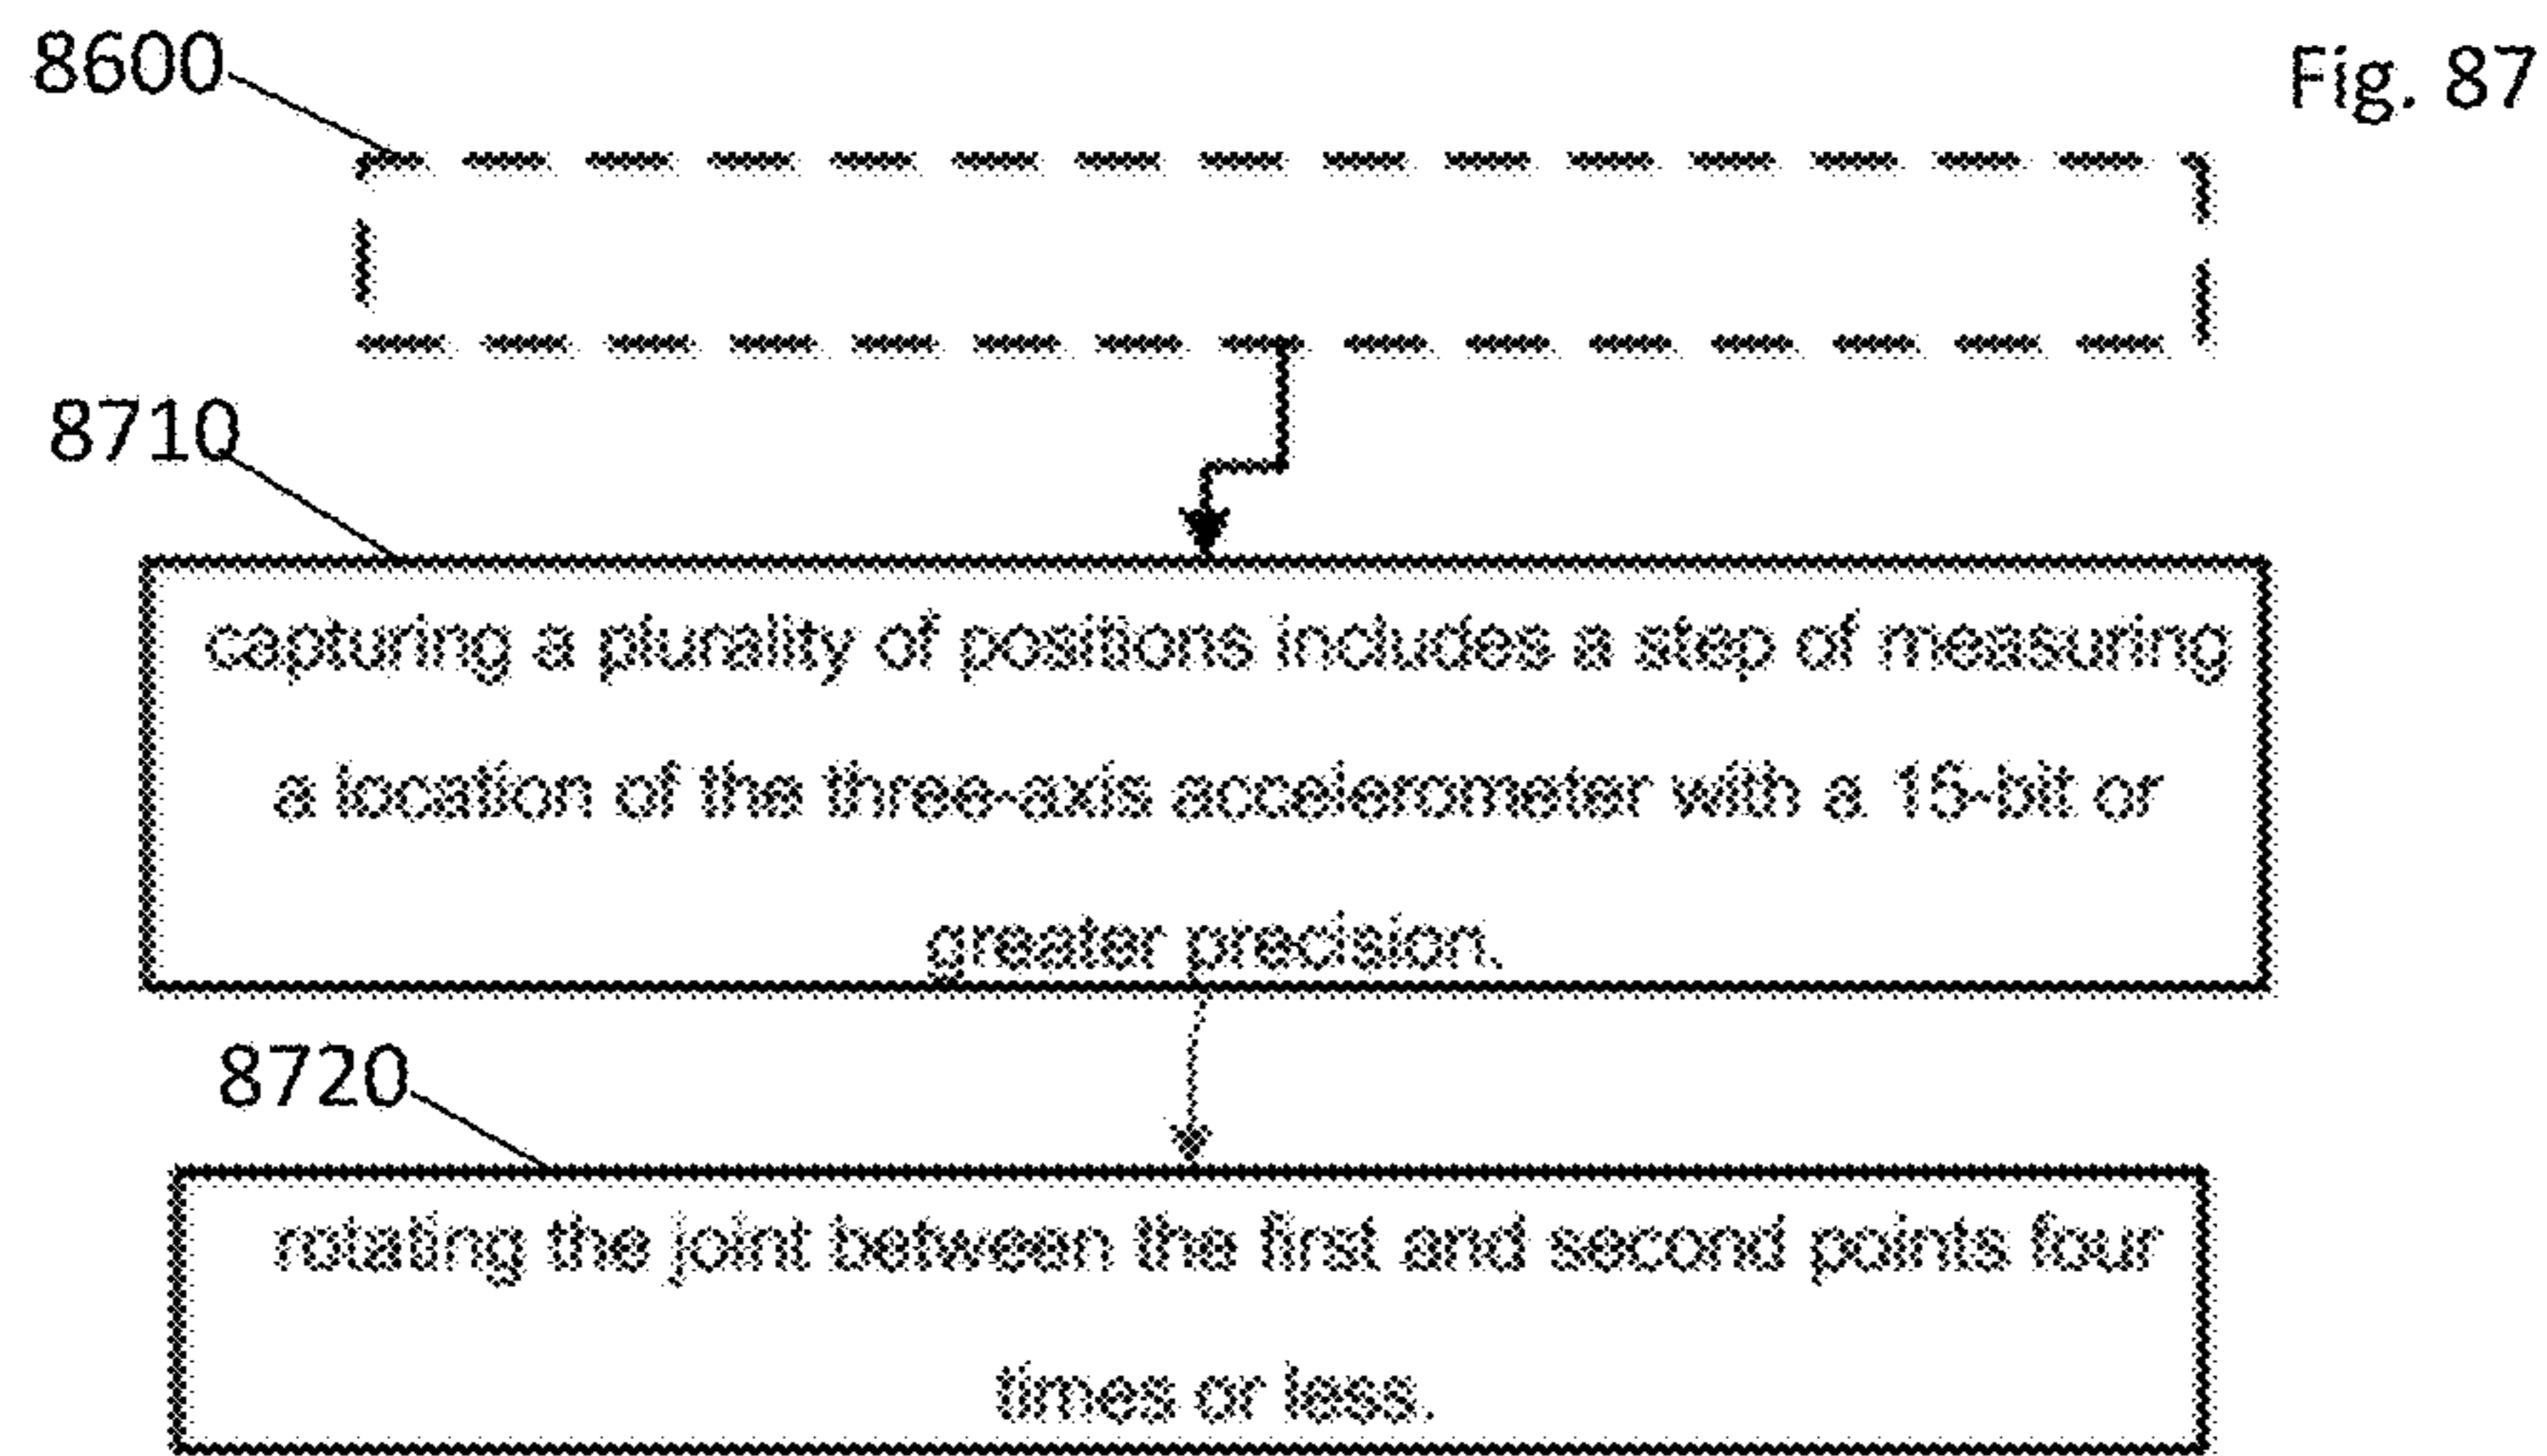 8600
Fig. 87
8710
capturing a plurality of positions includes a step of measuring
a location of the three-axis accelerometer with a 15-bit or
greater precision.
8720
rotating the joint between the first and second points four
times or less.